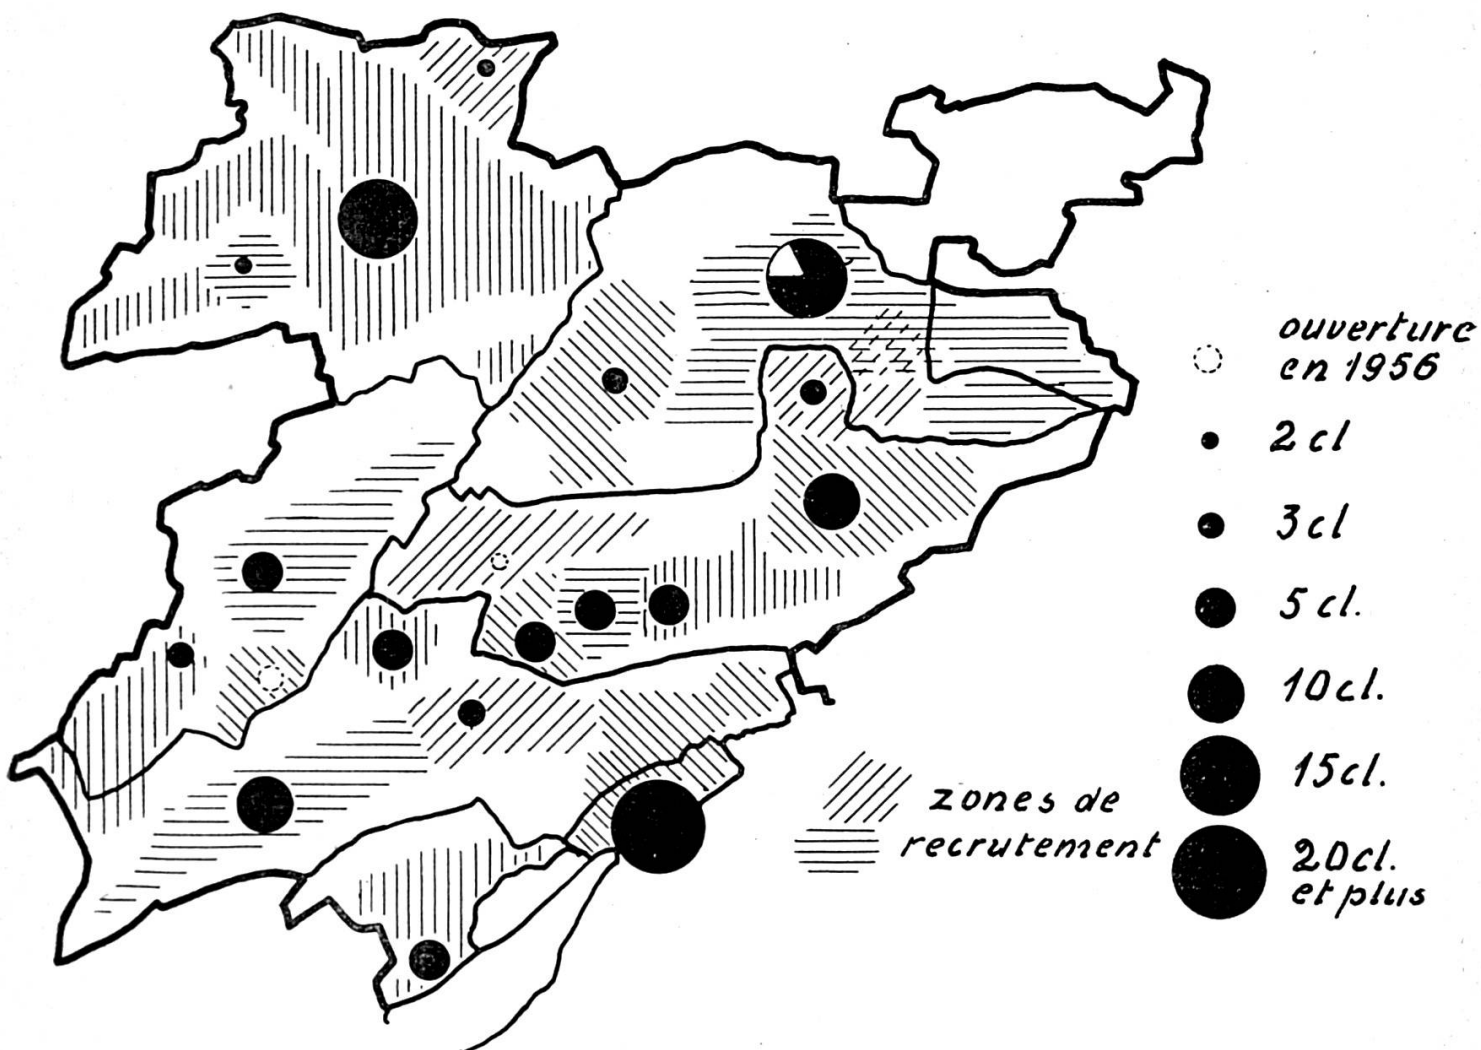 ouverture
en 1956
2 cl
3 cl
5 cl.
10 cl.
15 cl.
20 cl.
et plus
zones de
recrutement